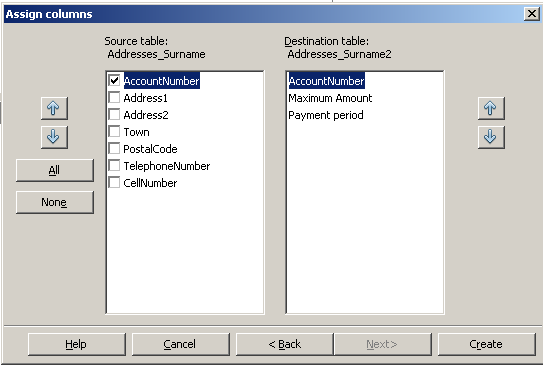 Assign columns
Source table:
Addresses_Surname
Destination table:
Addresses_Surname2
AccountNumber
Address1
Address2
Town
PostalCode
TelephoneNumber
CellNumber
AccountNumber
Maximum Amount
Payment period
All
None
Help
Cancel
< Back
Next>
Create